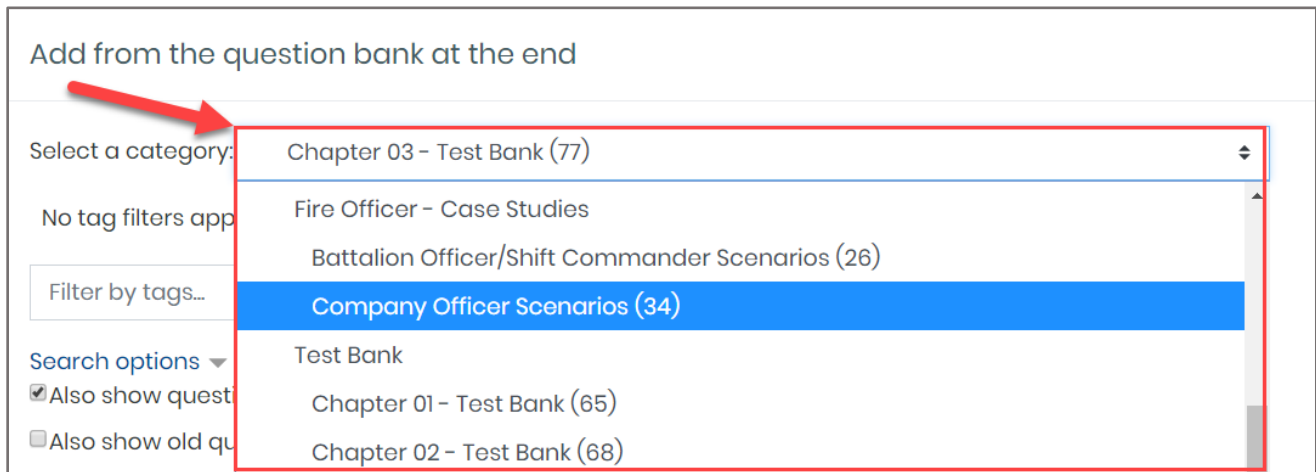 Add from the question bank at the end
Select a category:
Chapter 03 - Test Bank (77)
No tag filters app
Fire Officer - Case Studies
Battalion Officer/Shift Commander Scenarios (26)
Filter by tags...
Company Officer Scenarios (34)
Search options
Test Bank
Also show questi
Chapter 01 - Test Bank (65)
Also show old qu
Chapter 02 - Test Bank (68)